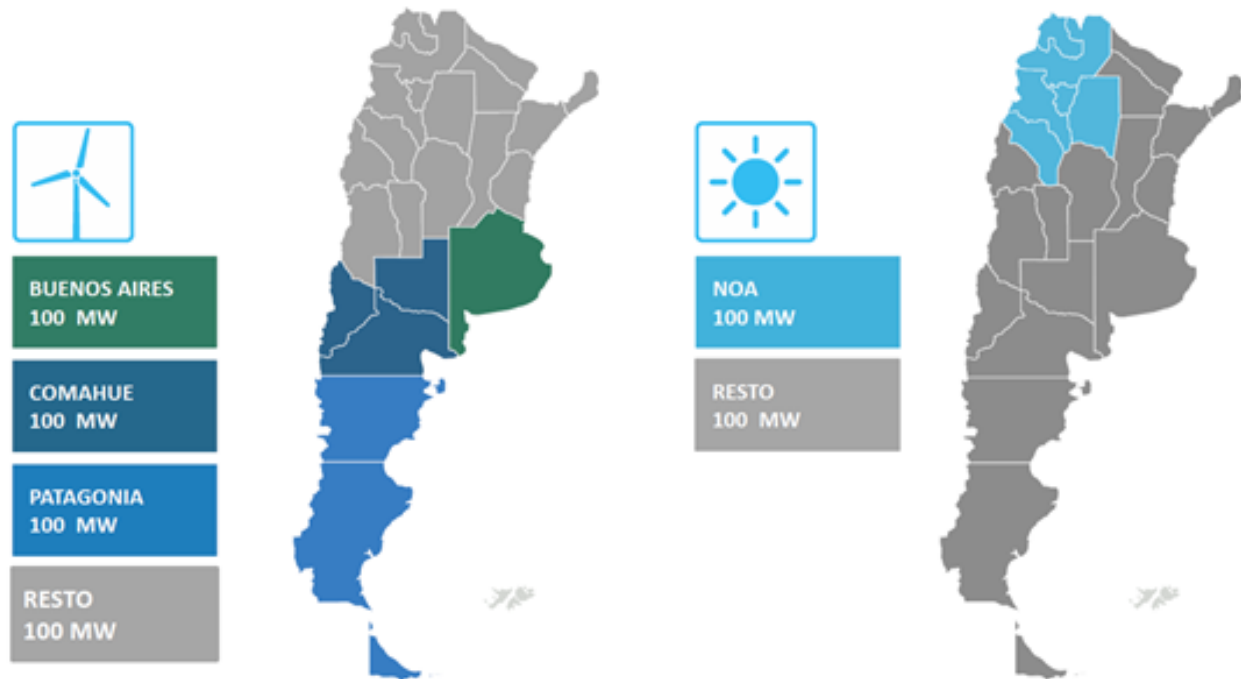 BUENOS AIRES
100 MW
COMAHUE
100 MW
PATAGONIA
100 MW
RESTO
100 MW
NOA
100 MW
RESTO
100 MW